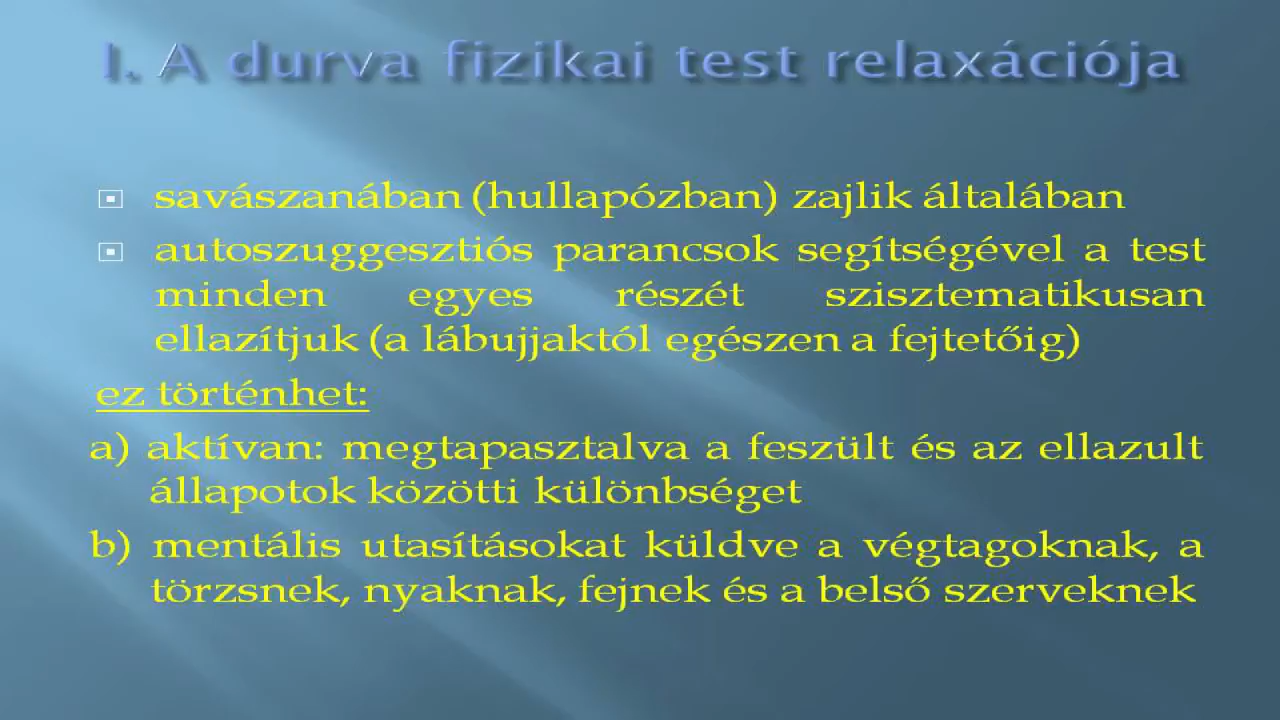 I. A durva fizikai test relaxációja
savászanában (hullapózban) zajlik általában
autoszuggesztiós parancsok segítségével a test
minden egyes részét szisztematikusan
ellazítjuk (a lábujjaktól egészen a fejtetőig)
ez történhet:
a) aktívan: megtapasztalva a feszült és az ellazult
állapotok közötti különbséget
b) mentális utasításokat küldve a végtagoknak, a
törzsnek, nyaknak, fejnek és a belső szerveknek